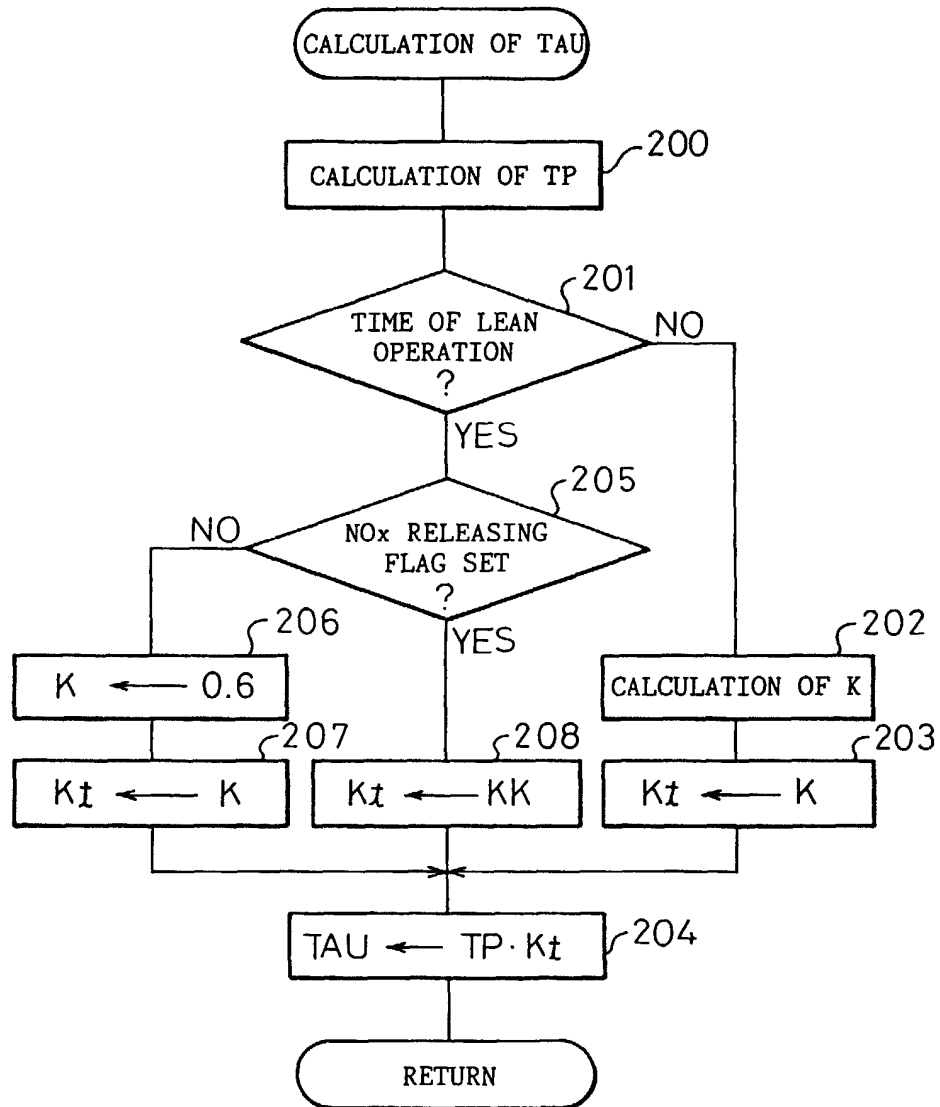 CALCULATION OF TAU
200
CALCULATION OF TP
201
TIME OF LEAN
OPERATION
?
NO
YES
205
NO
NOx RELEASING
FLAG SET
?
YES
206
K ← 0.6
202
CALCULATION OF K
207
Kt ← K
208
Kt ← KK
203
Kt ← K
204
TAU ← TP·Kt
RETURN